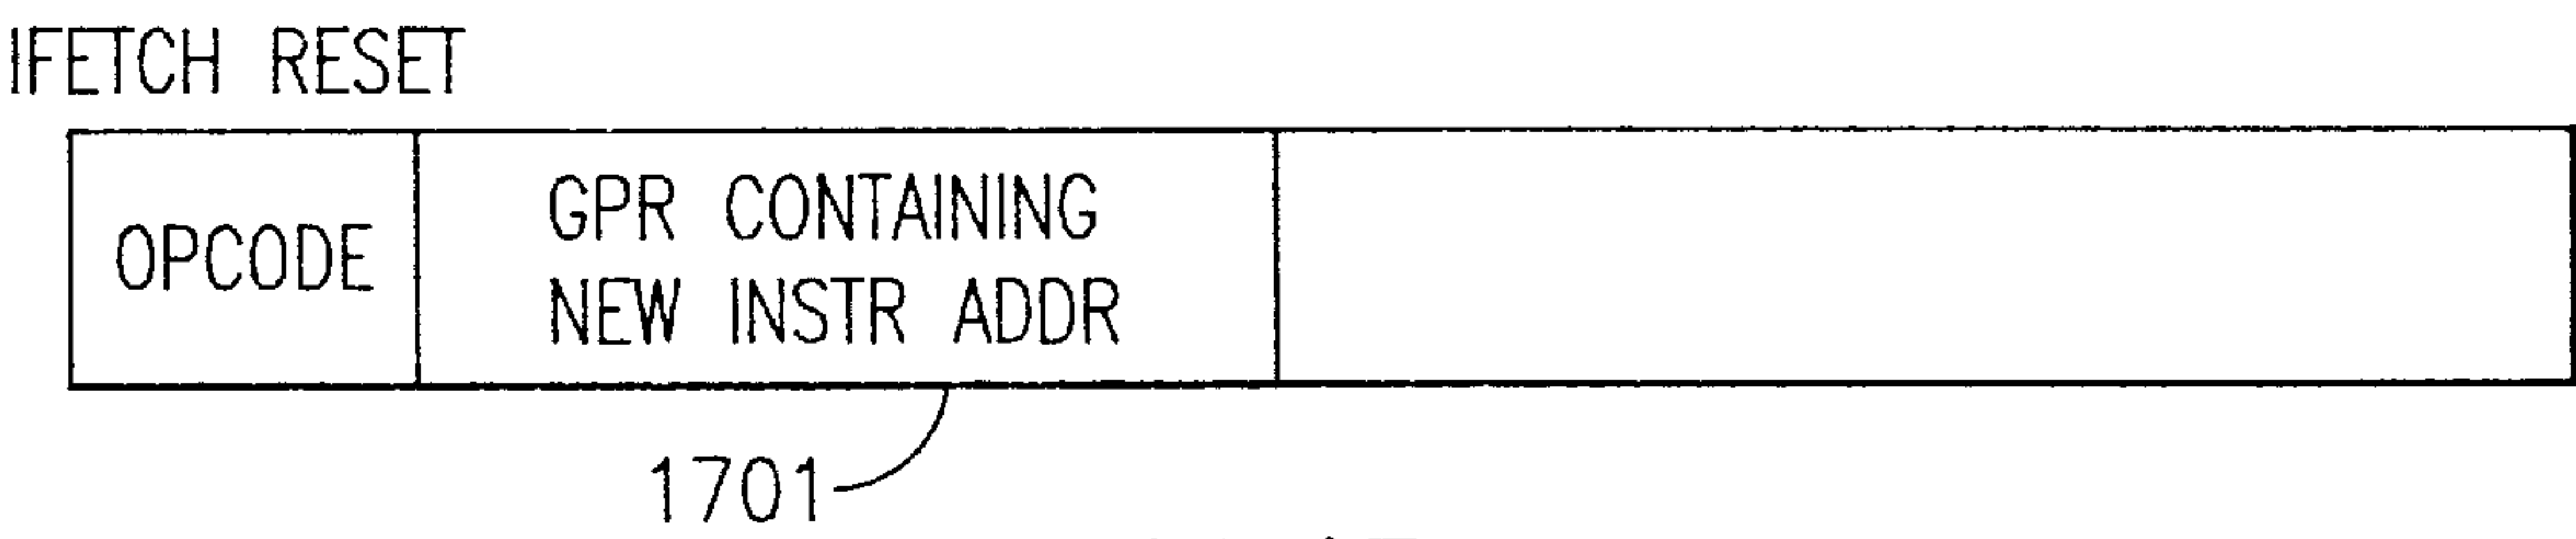 IFETCH RESET
OPCODE
GPR CONTAINING
NEW INSTR ADDR
1701